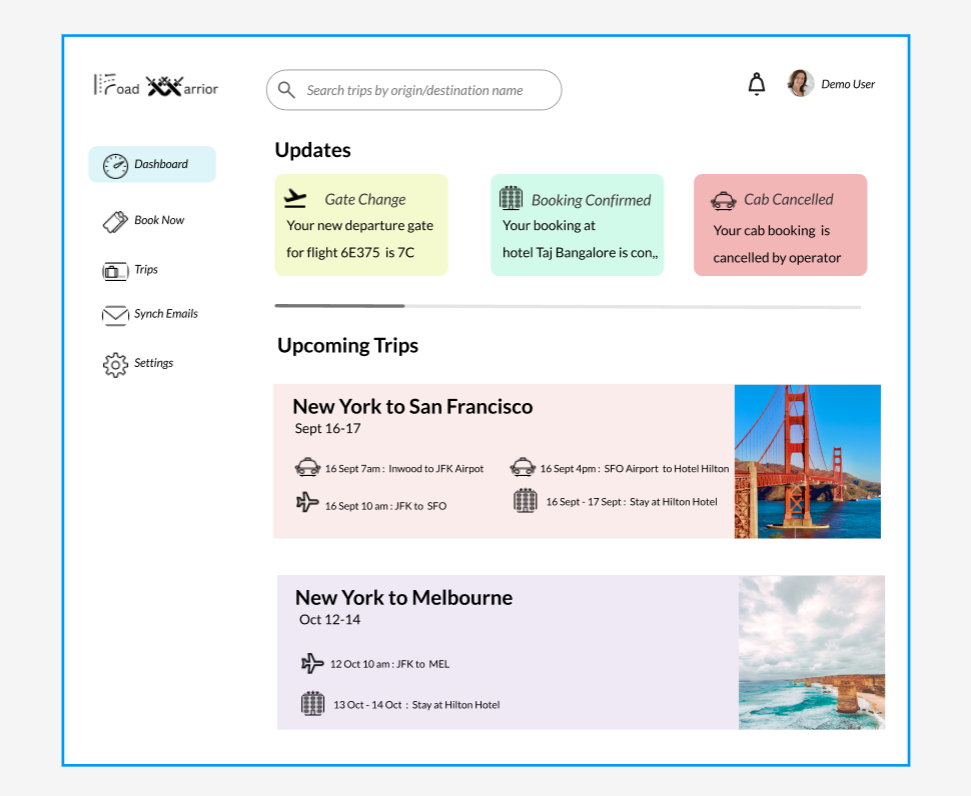 Road Warrior
Search trips by origin/destination name
Demo User
Dashboard
Book Now
Trips
Synch Emails
Settings
Updates
Gate Change
Your new departure gate
for flight 6E375 is 7C
Booking Confirmed
Your booking at
hotel Taj Bangalore is con,,
Cab Cancelled
Your cab booking is
cancelled by operator
Upcoming Trips
New York to San Francisco
Sept 16-17
16 Sept 7am : Inwood to JFK Airpot
16 Sept 4pm : SFO Airport to Hotel Hilton
16 Sept 10 am : JFK to SFO
16 Sept - 17 Sept : Stay at Hilton Hotel
New York to Melbourne
Oct 12-14
12 Oct 10 am : JFK to MEL
13 Oct - 14 Oct : Stay at Hilton Hotel